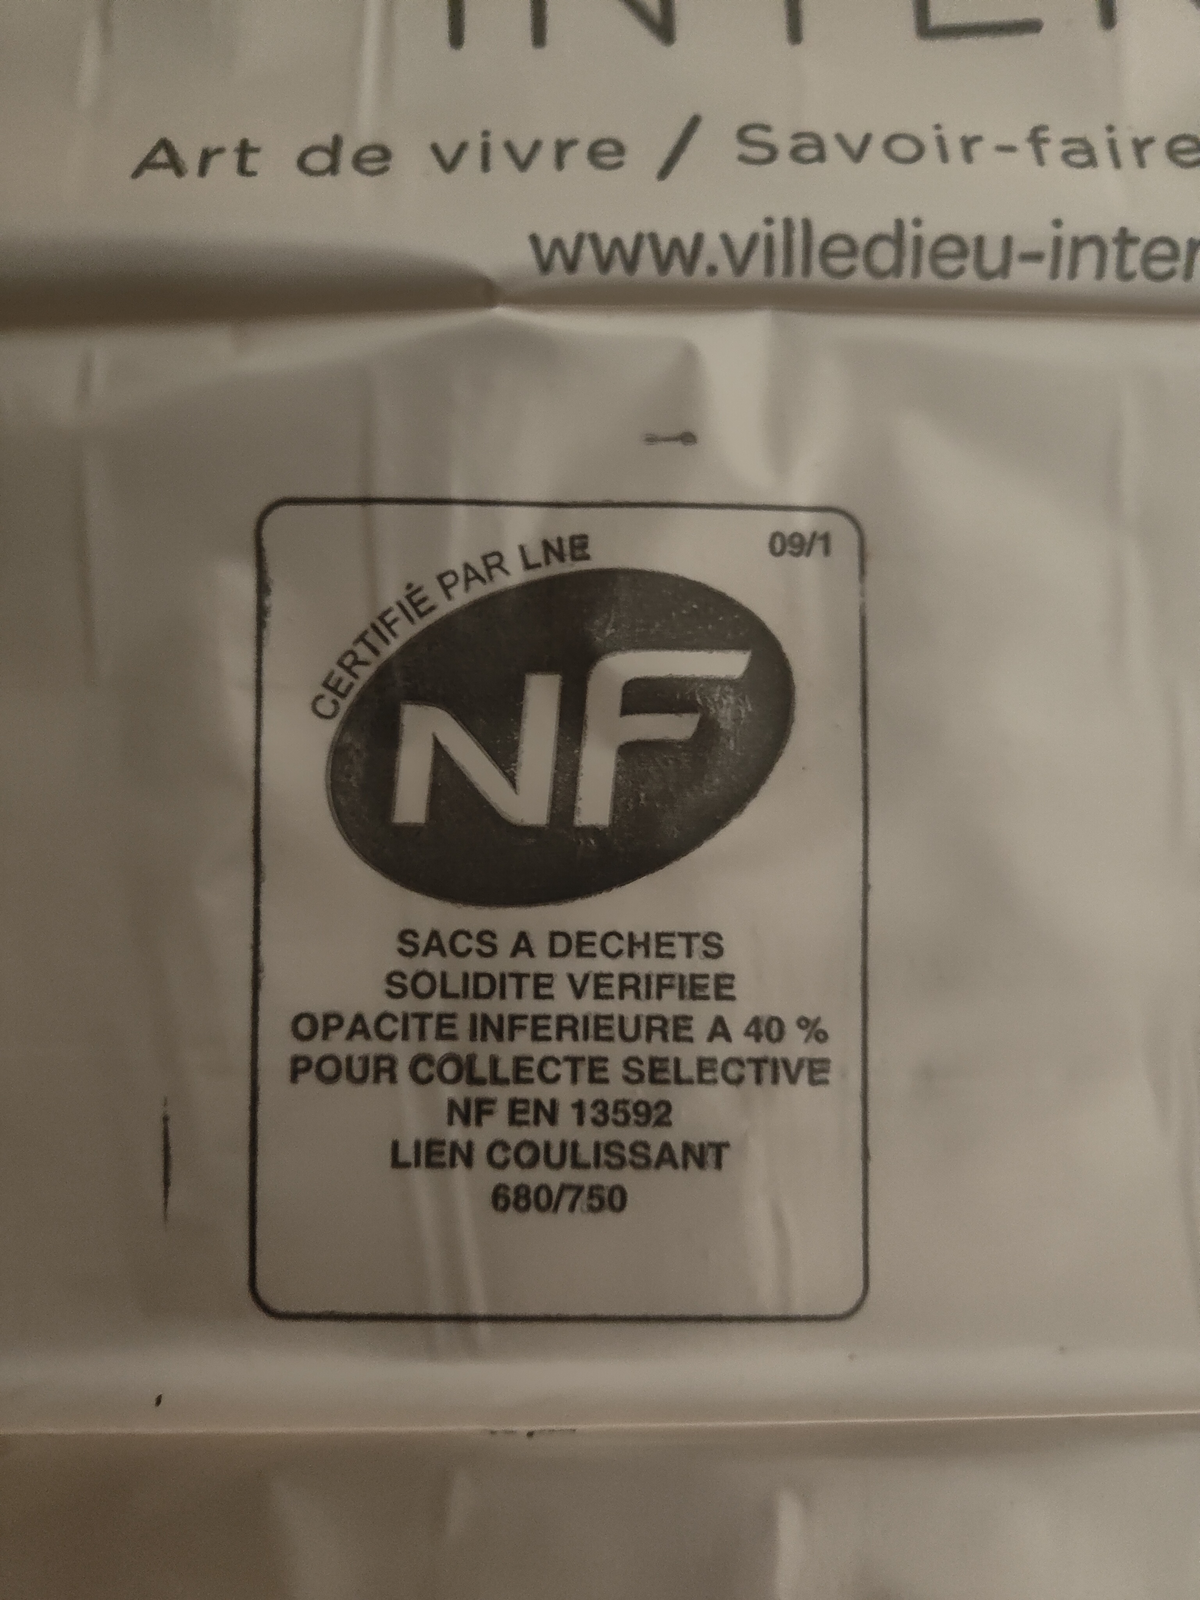 Art de vivre / Savoir-faire
www.villedieu-inter
09/1
CERTIFIÉ PAR LNE
NF
SACS A DECHETS
SOLIDITE VERIFIEE
OPACITE INFERIEURE A 40 %
POUR COLLECTE SELECTIVE
NF EN 13592
LIEN COULISSANT
680/750